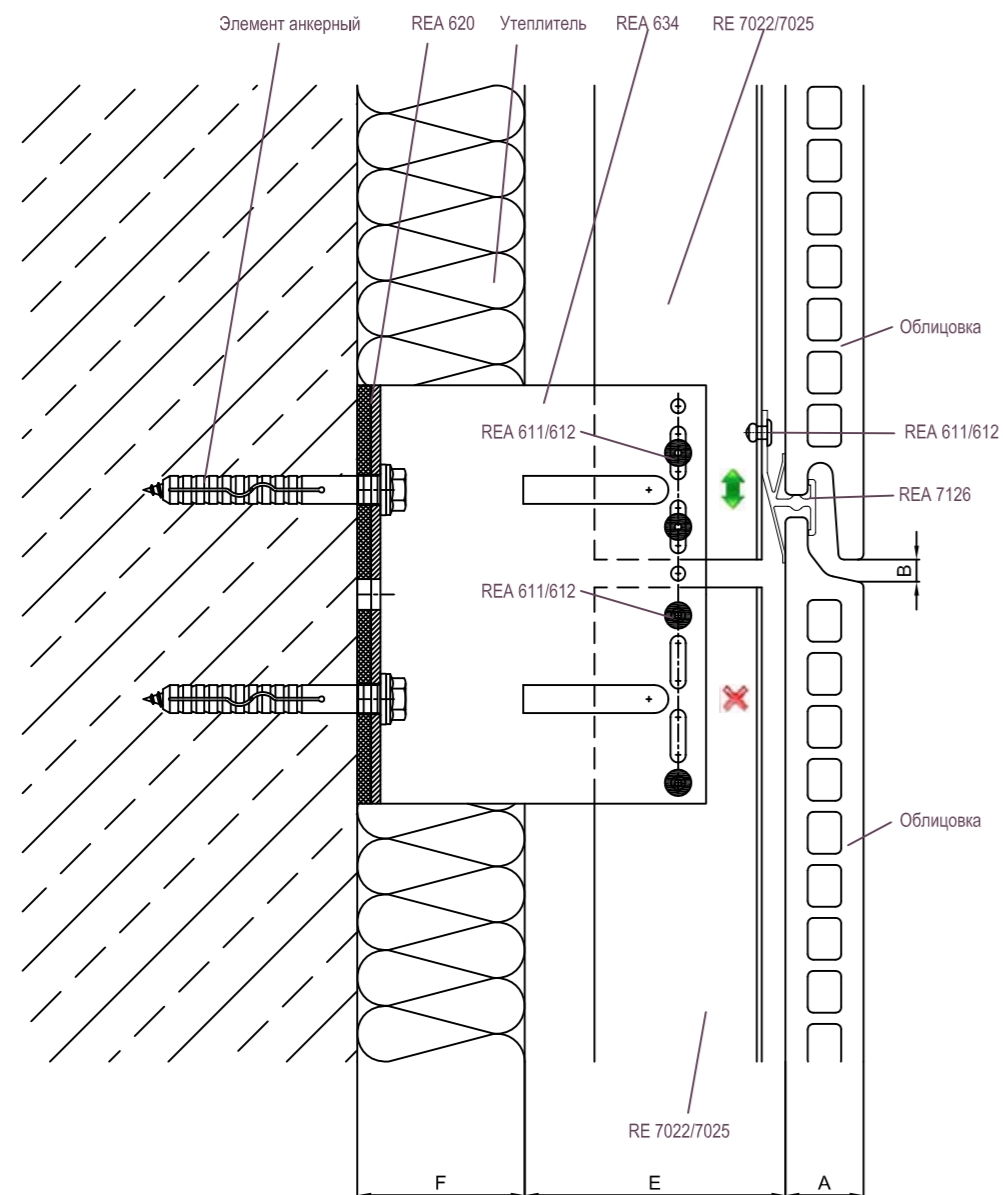 Элемент анкерный
REA 620
Утеплитель
REA 634
RE 7022/7025
Облицовка
REA 611/612
REA 611/612
REA 7126
B
REA 611/612
Облицовка
RE 7022/7025
F
E
A